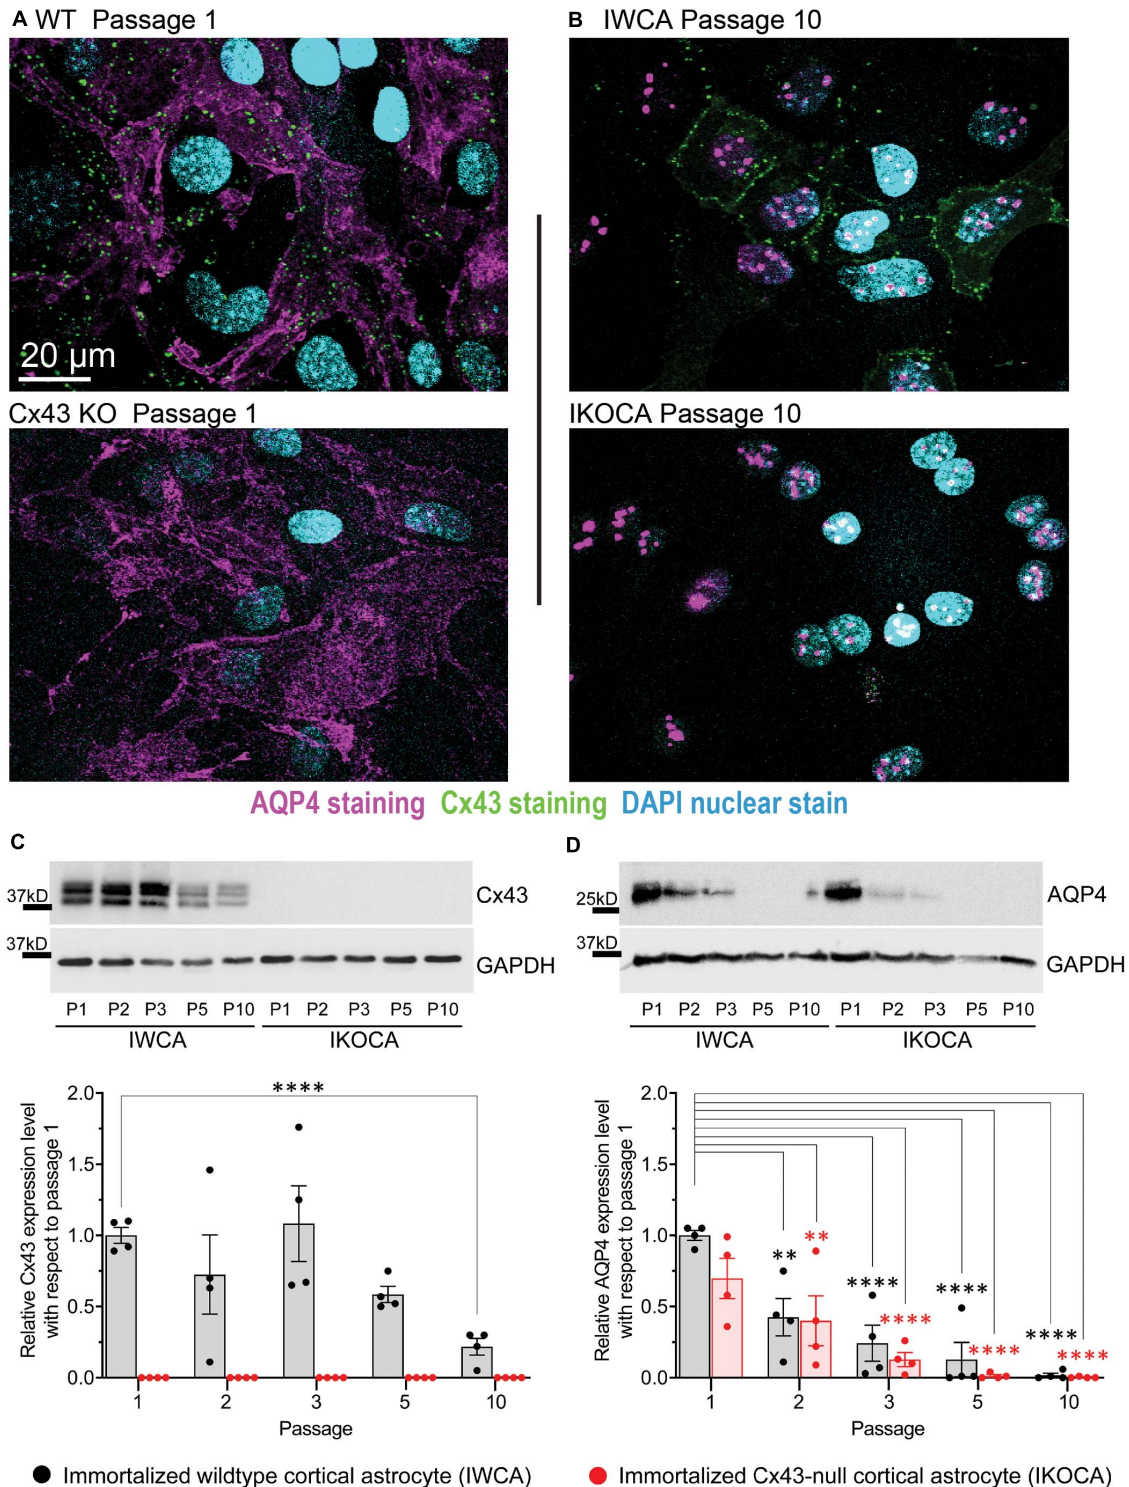 A WT Passage 1
B IWCA Passage 10
20 µm
Cx43 KO Passage 1
IKOCA Passage 10
AQP4 staining Cx43 staining DAPI nuclear stain
C
37kD
Cx43
37kD
GAPDH
P1 P2 P3 P5 P10 P1 P2 P3 P5 P10
IWCA IKOCA
D
25kD
AQP4
37kD
GAPDH
P1 P2 P3 P5 P10 P1 P2 P3 P5 P10
IWCA IKOCA
Relative Cx43 expression level
with respect to passage 1
2.0
1.5
1.0
0.5
0.0
****
1 2 3 5 10
Passage
Relative AQP4 expression level
with respect to passage 1
2.0
1.5
1.0
0.5
0.0
** ** **** **** **** **** **** ****
1 2 3 5 10
Passage
Immortalized wildtype cortical astrocyte (IWCA)
Immortalized Cx43-null cortical astrocyte (IKOCA)